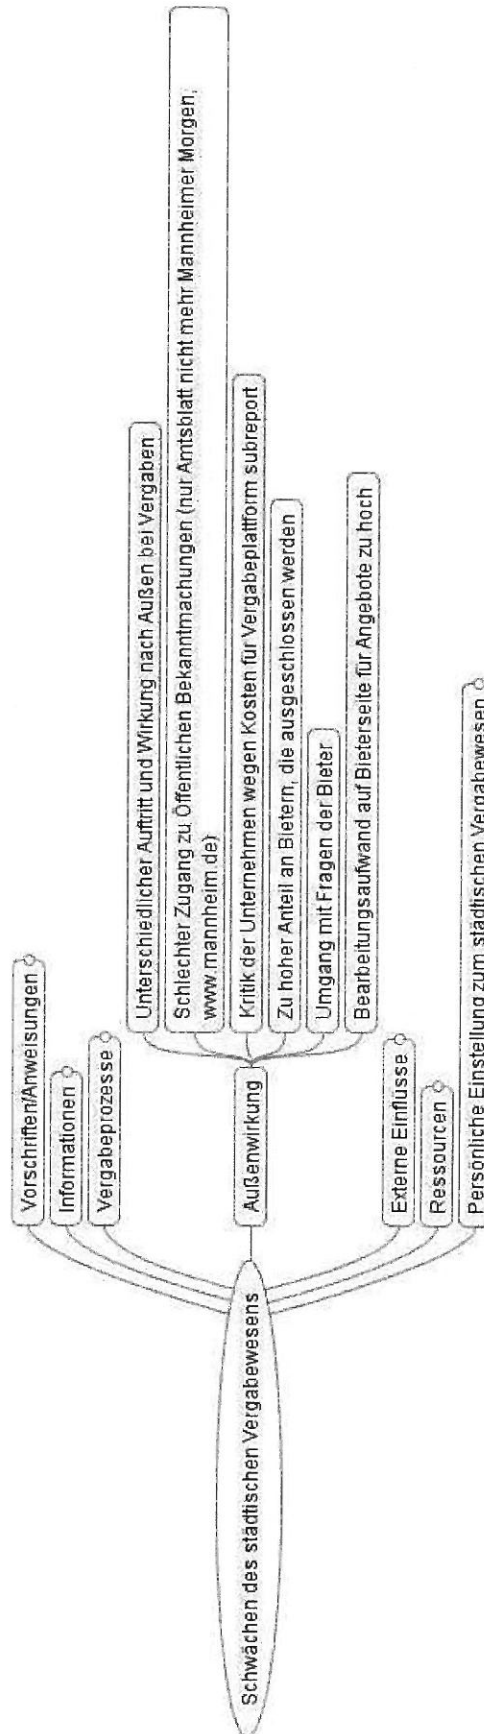 Schwächen des städtischen Vergabewesens
Vorschriften/Anweisungen
Informationen
Vergabeprozesse
Außenwirkung
Unterschiedlicher Auftritt und Wirkung nach Außen bei Vergaben
Schlechter Zugang zu Öffentlichen Bekanntmachungen (nur Amtsblatt nicht mehr Mannheimer Morgen,
www.mannheim.de)
Kritik der Unternehmen wegen Kosten für Vergabeplattform subreport
Zu hoher Anteil an Bietern, die ausgeschlossen werden
Umgang mit Fragen der Bieter
Bearbeitungsaufwand auf Bieterseite für Angebote zu hoch
Externe Einflüsse
Ressourcen
Persönliche Einstellung zum städtischen Vergabewesen